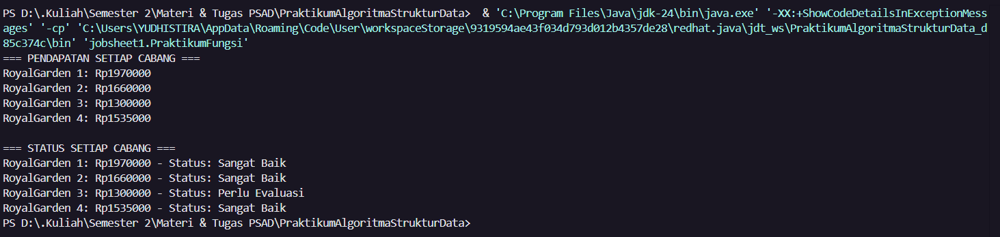 PS D:\.Kuliah\Semester 2\Materi & Tugas PSAD\PraktikumAlgoritmaStrukturData>  & 'C:\Program Files\Java\jdk-24\bin\java.exe' '-XX:+ShowCodeDetailsInExceptionMess
ages' '-cp' 'C:\Users\YUDHISTIRA\AppData\Roaming\Code\User\workspaceStorage\9319594ae43f034d793d012b4357de28\redhat.java\jdt_ws\PraktikumAlgoritmaStrukturData_d
85c374c\bin' 'jobsheet1.PraktikumFungsi'
=== PENDAPATAN SETIAP CABANG ===
RoyalGarden 1: Rp1970000
RoyalGarden 2: Rp1660000
RoyalGarden 3: Rp1300000
RoyalGarden 4: Rp1535000
=== STATUS SETIAP CABANG ===
RoyalGarden 1: Rp1970000 - Status: Sangat Baik
RoyalGarden 2: Rp1660000 - Status: Sangat Baik
RoyalGarden 3: Rp1300000 - Status: Perlu Evaluasi
RoyalGarden 4: Rp1535000 - Status: Sangat Baik
PS D:\.Kuliah\Semester 2\Materi & Tugas PSAD\PraktikumAlgoritmaStrukturData>